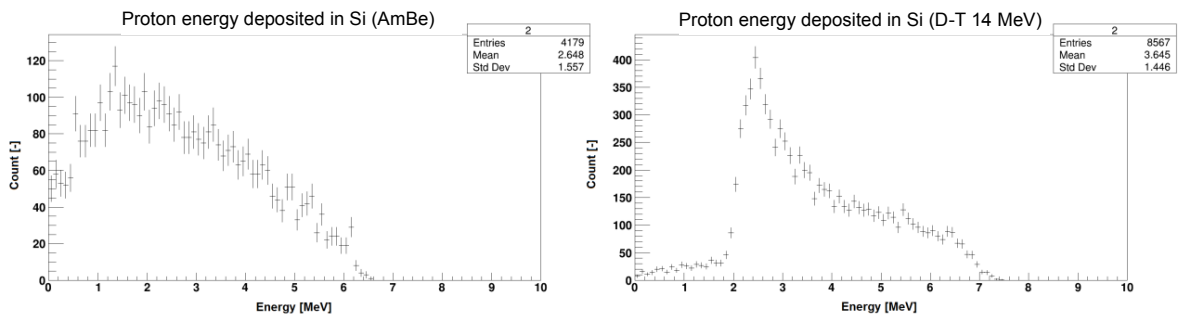 Proton energy deposited in Si (AmBe)
2
Entries 4179
Mean 2.648
Std Dev 1.557
Count [-]
120
100
80
60
40
20
0
0 1 2 3 4 5 6 7 8 9 10
Energy [MeV]
Proton energy deposited in Si (D-T 14 MeV)
2
Entries 8567
Mean 3.645
Std Dev 1.446
Count [-]
400
350
300
250
200
150
100
50
0
0 1 2 3 4 5 6 7 8 9 10
Energy [MeV]